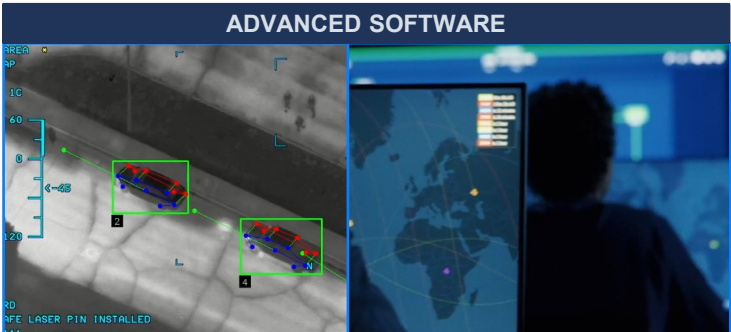 ADVANCED SOFTWARE
AREA
AP
1C
60
0
<-45
2
120
4
N
RD
AFE LASER PIN INSTALLED